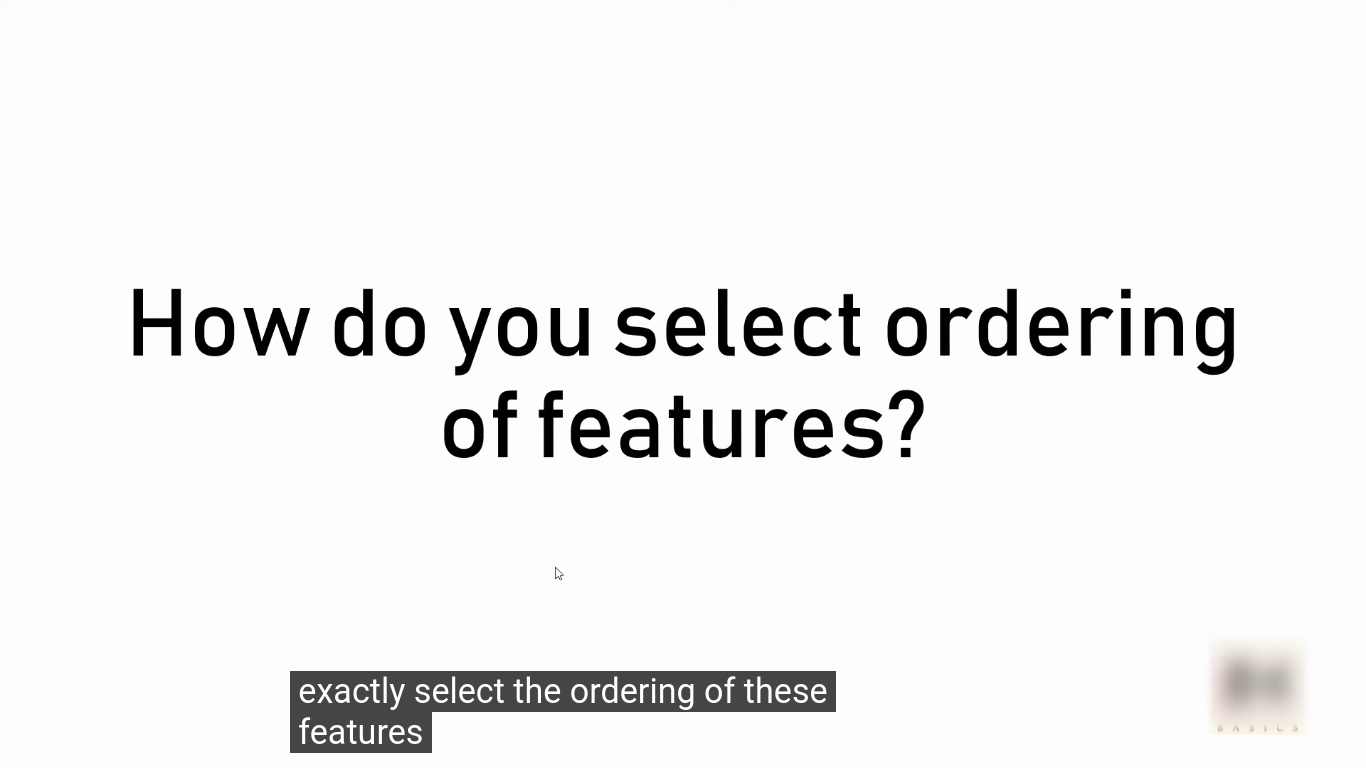 How do you select ordering
of features?
exactly select the ordering of these
features
BASICS